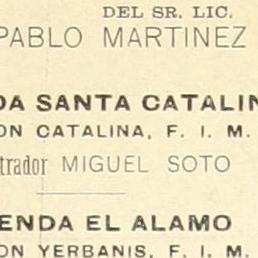 DEL SR. LIC.
PABLO MARTINEZ
DA SANTA CATALIN
ON CATALINA, F. I. M.
trador MIGUEL SOTO
ENDA EL ALAMO
ON YERBANIS, F. I. M.